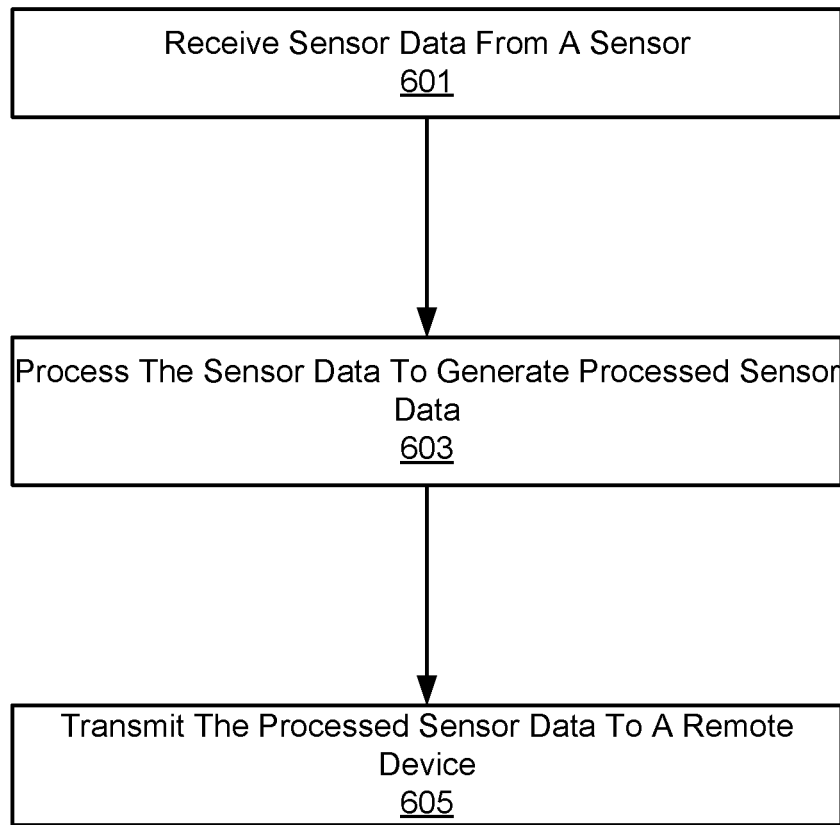 Receive Sensor Data From A Sensor
601
Process The Sensor Data To Generate Processed Sensor
Data
603
Transmit The Processed Sensor Data To A Remote
Device
605